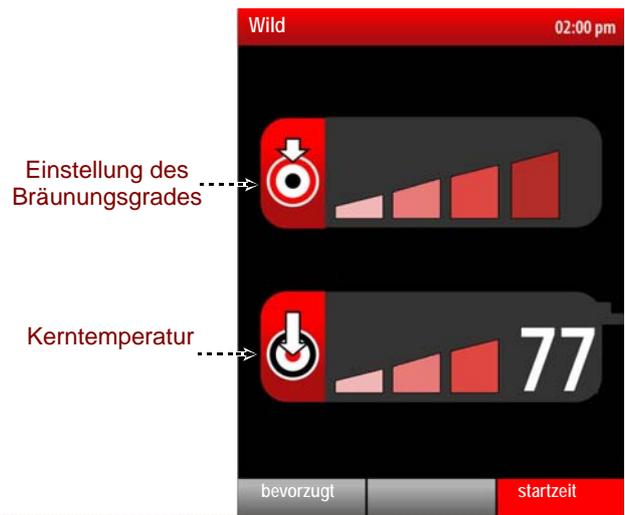 Wild
02:00 pm
Einstellung des
Bräunungsgrades
Kerntemperatur
77
bevorzugt
startzeit